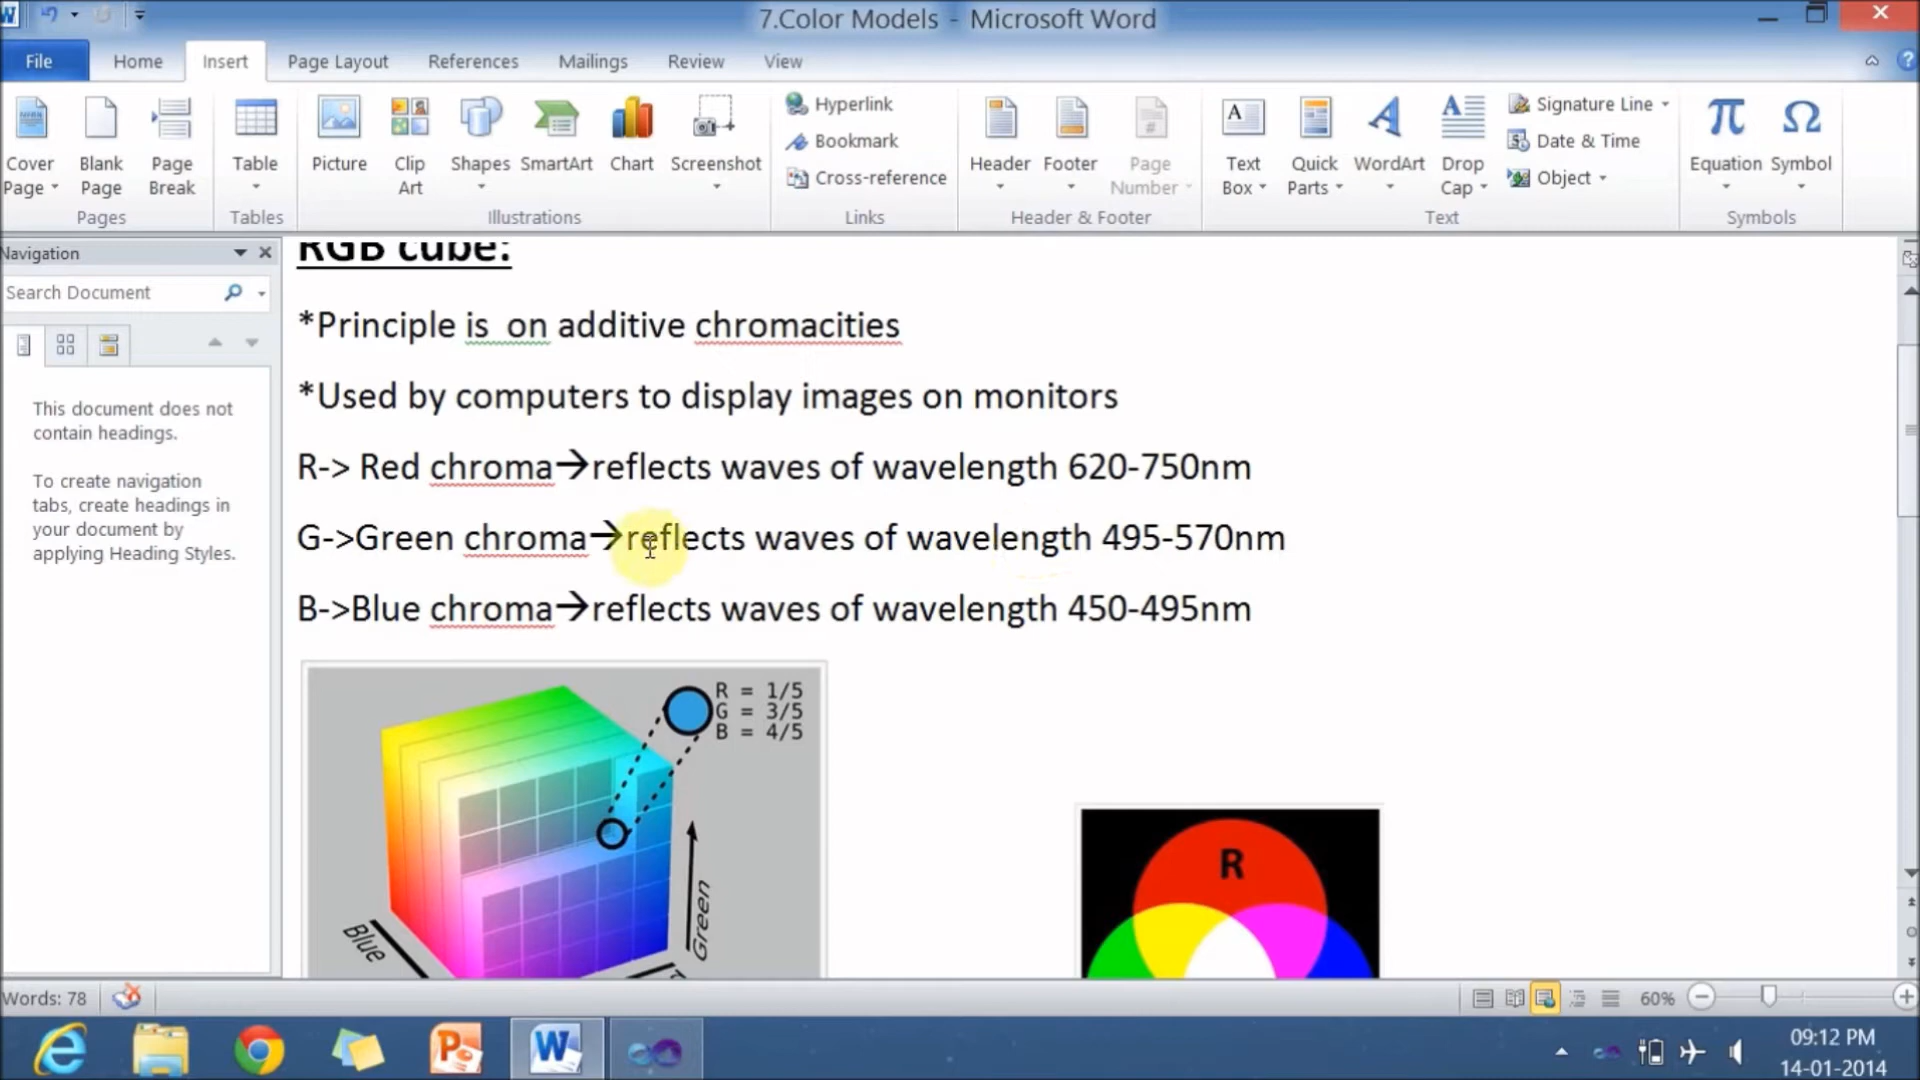 7.Color Models - Microsoft Word
File Home Insert Page Layout References Mailings Review View
Cover Page
Blank Page
Page Break
Pages
Table
Tables
Picture
Clip Art
Shapes
SmartArt
Chart
Screenshot
Illustrations
Hyperlink
Bookmark
Cross-reference
Links
Header
Footer
Page Number
Header & Footer
Text Box
Quick Parts
WordArt
Drop Cap
Signature Line
Date & Time
Object
Text
Equation
Symbol
Symbols
Navigation
Search Document
This document does not
contain headings.
To create navigation
tabs, create headings in
your document by
applying Heading Styles.
RGB cube:
*Principle is  on additive chromacities
*Used by computers to display images on monitors
R-> Red chroma→reflects waves of wavelength 620-750nm
G->Green chroma→reflects waves of wavelength 495-570nm
B->Blue chroma→reflects waves of wavelength 450-495nm
R = 1/5
G = 3/5
B = 4/5
Blue
Green
R
Words: 78
60%
09:12 PM
14-01-2014